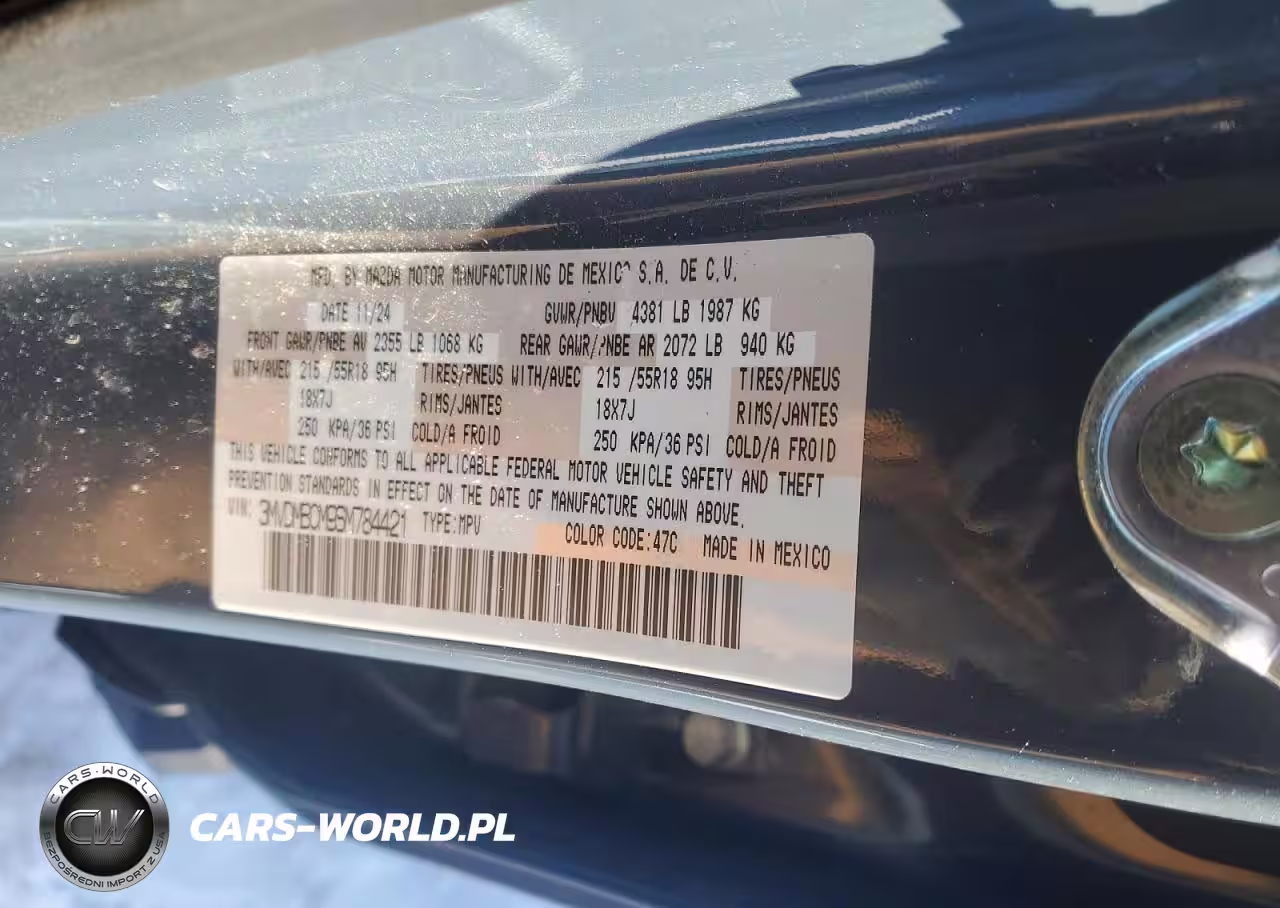 MFD. BY MAZDA MOTOR MANUFACTURING DE MEXICO S.A. DE C.V.
DATE 11/24 GVWR/PNBV 4381 LB 1987 KG
FRONT GAWR/PNBE AV 2355 LB 1068 KG REAR GAWR/PNBE AR 2072 LB 940 KG
WITH/AVEC 215 /55R18 95H TIRES/PNEUS WITH/AVEC 215 /55R18 95H TIRES/PNEUS
18X7J RIMS/JANTES 18X7J RIMS/JANTES
250 KPA/36 PSI COLD/A FROID 250 KPA/36 PSI COLD/A FROID
THIS VEHICLE CONFORMS TO ALL APPLICABLE FEDERAL MOTOR VEHICLE SAFETY AND THEFT
PREVENTION STANDARDS IN EFFECT ON THE DATE OF MANUFACTURE SHOWN ABOVE.
VIN: 3MVDMBCM9SM784421 TYPE:MPV COLOR CODE:47C MADE IN MEXICO
CARS-WORLD
CW
BEZPOŚREDNI IMPORT Z USA
CARS-WORLD.PL